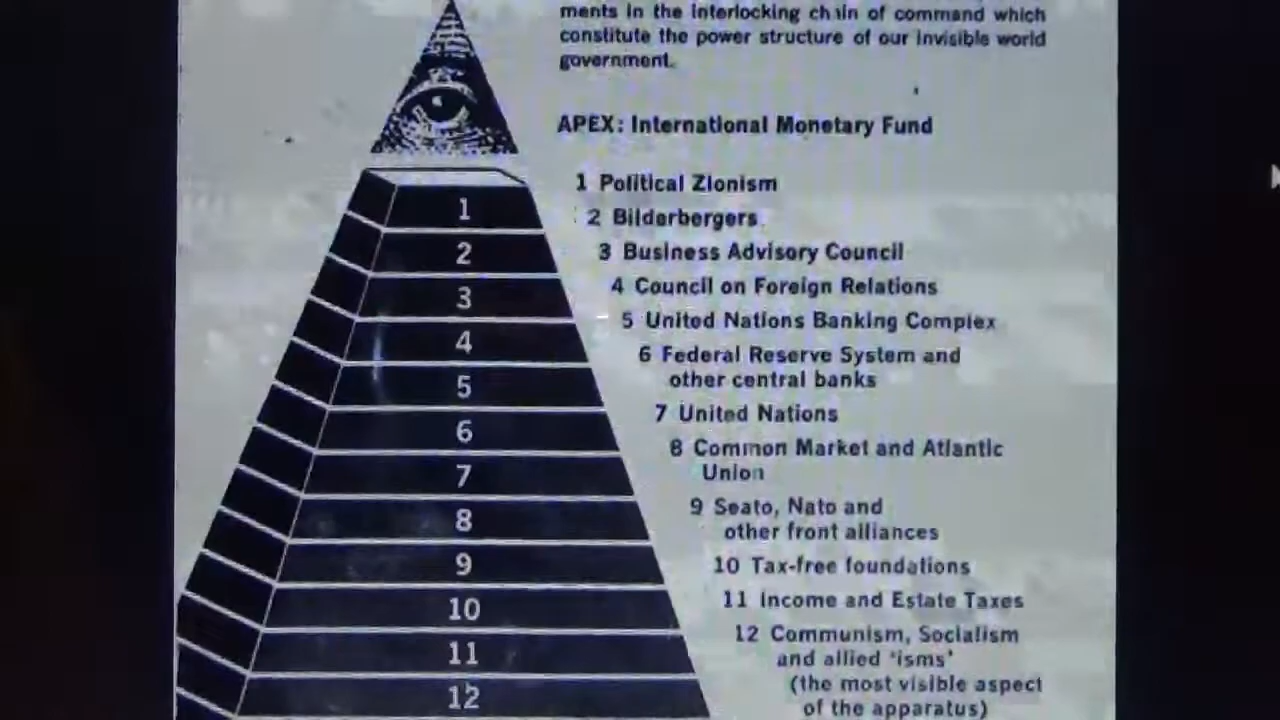 ments in the interlocking chain of command which
constitute the power structure of our invisible world
government.
APEX: International Monetary Fund
1 Political Zionism
2 Bilderbergers
3 Business Advisory Council
4 Council on Foreign Relations
5 United Nations Banking Complex
6 Federal Reserve System and
other central banks
7 United Nations
8 Common Market and Atlantic
Union
9 Seato, Nato and
other front alliances
10 Tax-free foundations
11 Income and Estate Taxes
12 Communism, Socialism
and allied 'isms'
(the most visible aspect
of the apparatus)
1
2
3
4
5
6
7
8
9
10
11
12